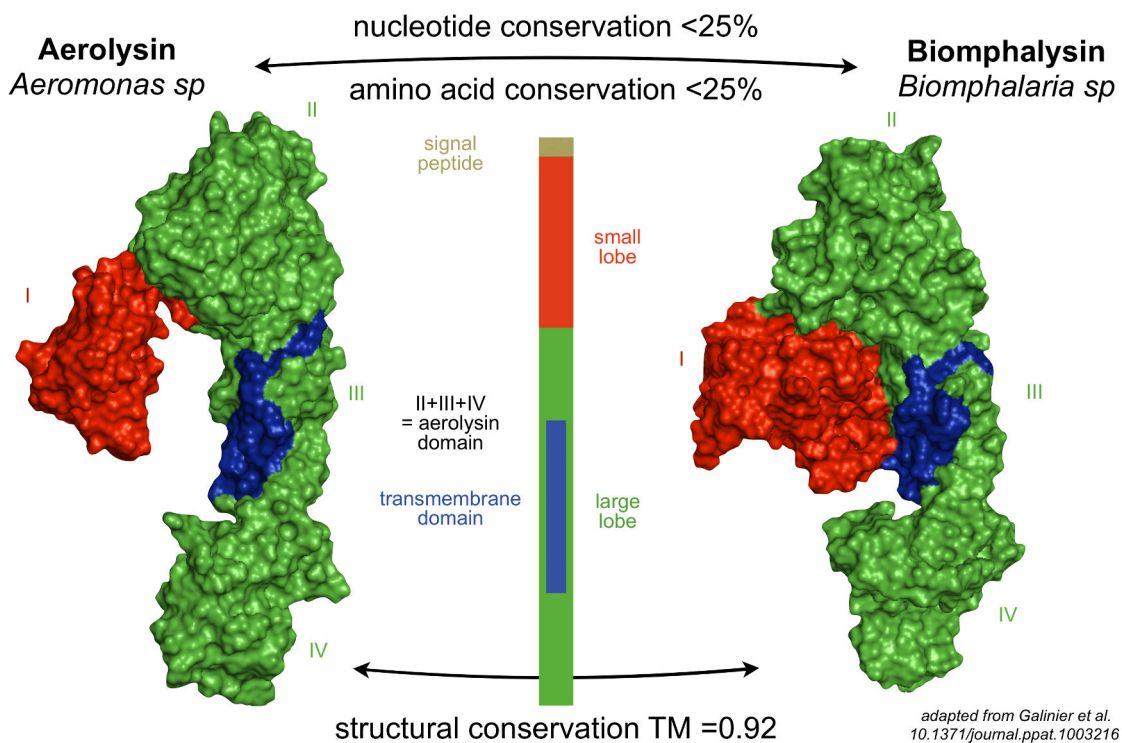 nucleotide conservation <25%
Aerolysin
Aeromonas sp
Biomphalysin
Biomphalaria sp
amino acid conservation <25%
II
II
signal
peptide
small
lobe
I
I
III
III
II+III+IV
= aerolysin
domain
transmembrane
domain
large
lobe
IV
IV
structural conservation TM =0.92
adapted from Galinier et al.
10.1371/journal.ppat.1003216